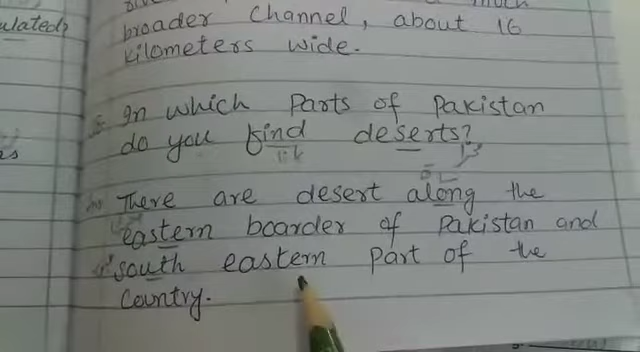 ulated?
broader channel, about 16
kilometers wide.
In which Parts of Pakistan
do you find deserts?
There are desert along the
eastern boarder of Pakistan and
south eastern part of the
Country.